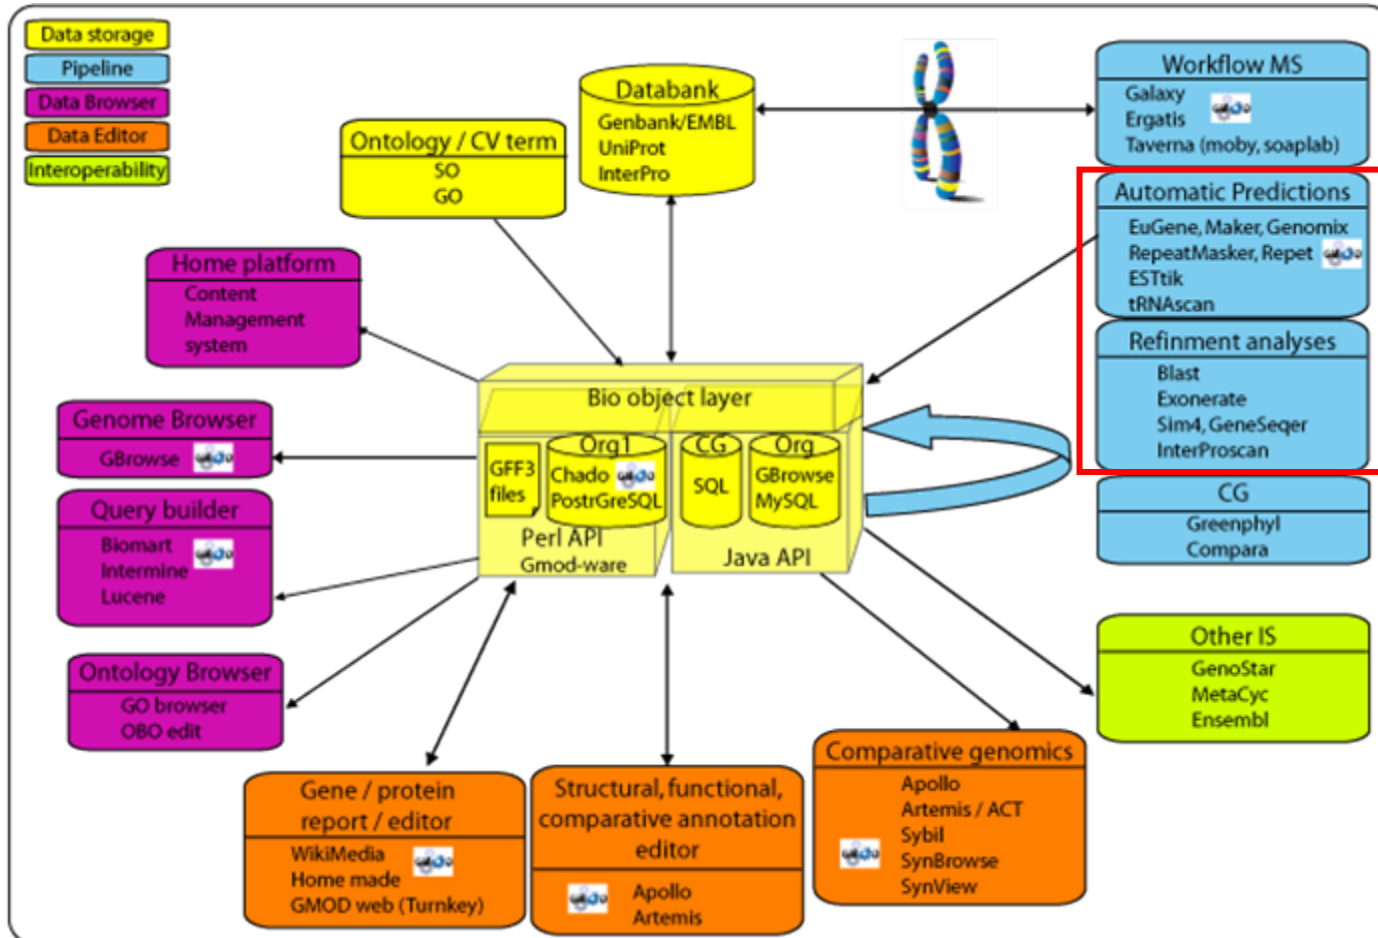 Data storage
Pipeline
Data Browser
Data Editor
Interoperability
Databank
Genbank/EMBL
UniProt
InterPro
Ontology / CV term
SO
GO
Workflow MS
Galaxy
Ergatis
Taverna (moby, soaplab)
Automatic Predictions
EuGene, Maker, Genomix
RepeatMasker, Repet
ESTtik
tRNAscan
Refinment analyses
Blast
Exonerate
Sim4, GeneSeqer
InterProscan
CG
Greenphyl
Compara
Home platform
Content
Management
system
Genome Browser
GBrowse
Query builder
Biomart
Intermine
Lucene
Ontology Browser
GO browser
OBO edit
Bio object layer
GFF3
files
Org1
Chado
PostrGreSQL
Perl API
Gmod-ware
CG
SQL
Org
GBrowse
MySQL
Java API
Other IS
GenoStar
MetaCyc
Ensembl
Gene / protein
report / editor
WikiMedia
Home made
GMOD web (Turnkey)
Structural, functional,
comparative annotation
editor
Apollo
Artemis
Comparative genomics
Apollo
Artemis / ACT
Sybil
SynBrowse
SynView